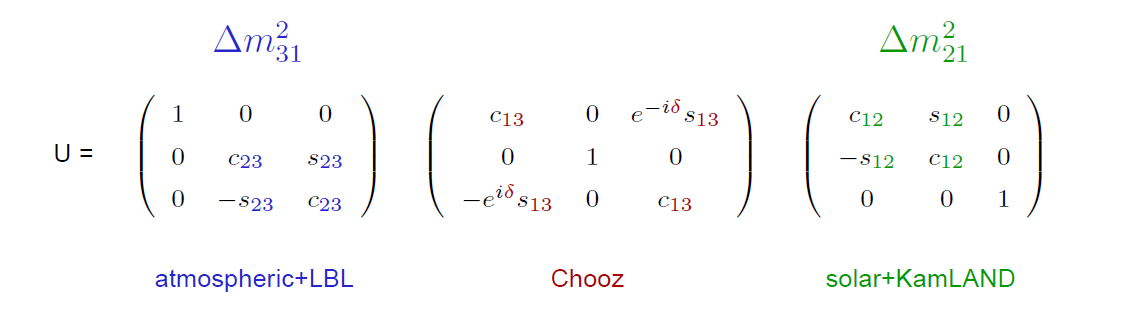 Δm²₃₁ Δm²₂₁
1 0 0 c₁₃ 0 e^{−iδ}s₁₃ c₁₂ s₁₂ 0
U = 0 c₂₃ s₂₃ 0 1 0 −s₁₂ c₁₂ 0
0 −s₂₃ c₂₃ −e^{iδ}s₁₃ 0 c₁₃ 0 0 1
atmospheric+LBL Chooz solar+KamLAND